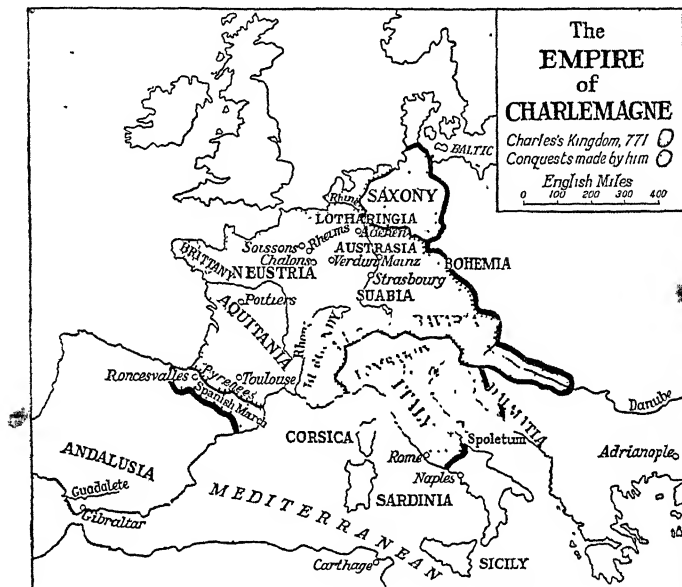 The
EMPIRE
of
CHARLEMAGNE
Charles's Kingdom, 771
Conquests made by him
English Miles
0 100 200 300 400
BALTIC
SAXONY
Rhine
LOTHARINGIA
Aachen
Rheims
Soissons
AUSTRASIA
Chalons
Verdun
Mainz
BOHEMIA
BRITTANY
NEUSTRIA
Strasbourg
SUABIA
Poitiers
AQUITANIA
Rhone
Roncesvalles
Pyrenees
Toulouse
Spanish March
ITALY
Danube
CORSICA
Spoletum
Rome
Adrianople
ANDALUSIA
Naples
Guadalete
SARDINIA
Gibraltar
MEDITERRANEAN
SICILY
Carthage